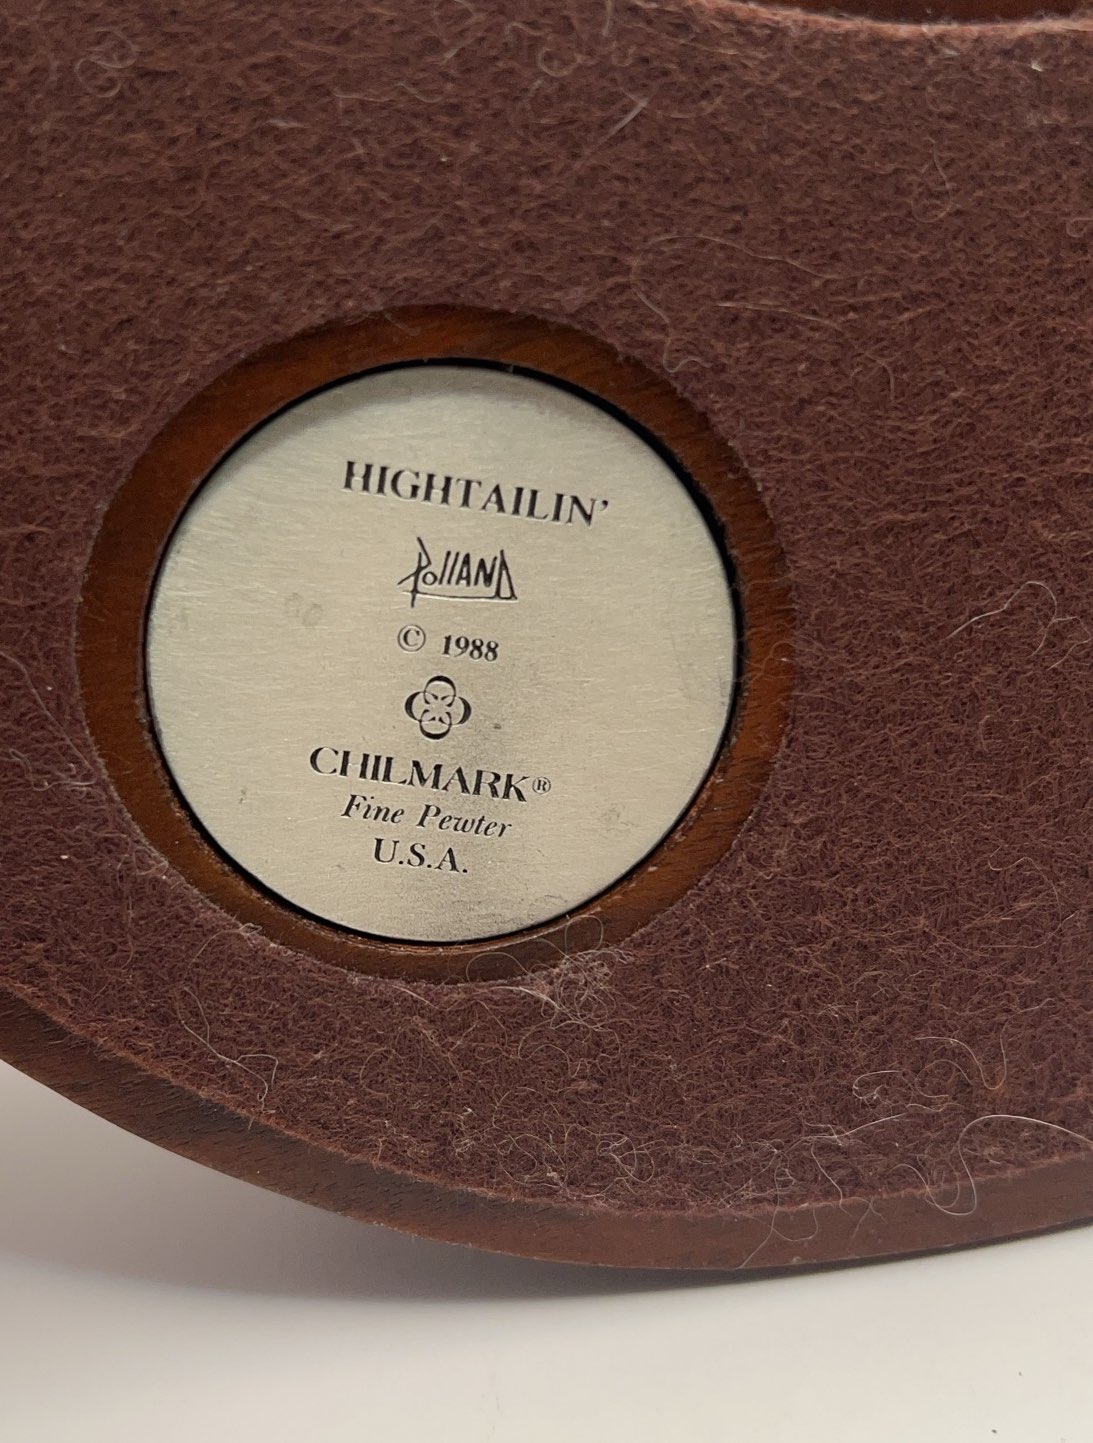 HIGHTAILIN'
Polland
© 1988
CHILMARK®
Fine Pewter
U.S.A.